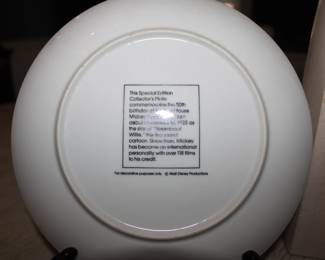 This Special Edition
Collector's Plate
commemorates the 50th
birthday of Mouse
Mickey
debut 1928 as
the star of "Steamboat
Willie," the first sound
cartoon. Since then, Mickey
has become an international
personality with over 118 films
to his credit.
For decorative purposes only. © Walt Disney Productions